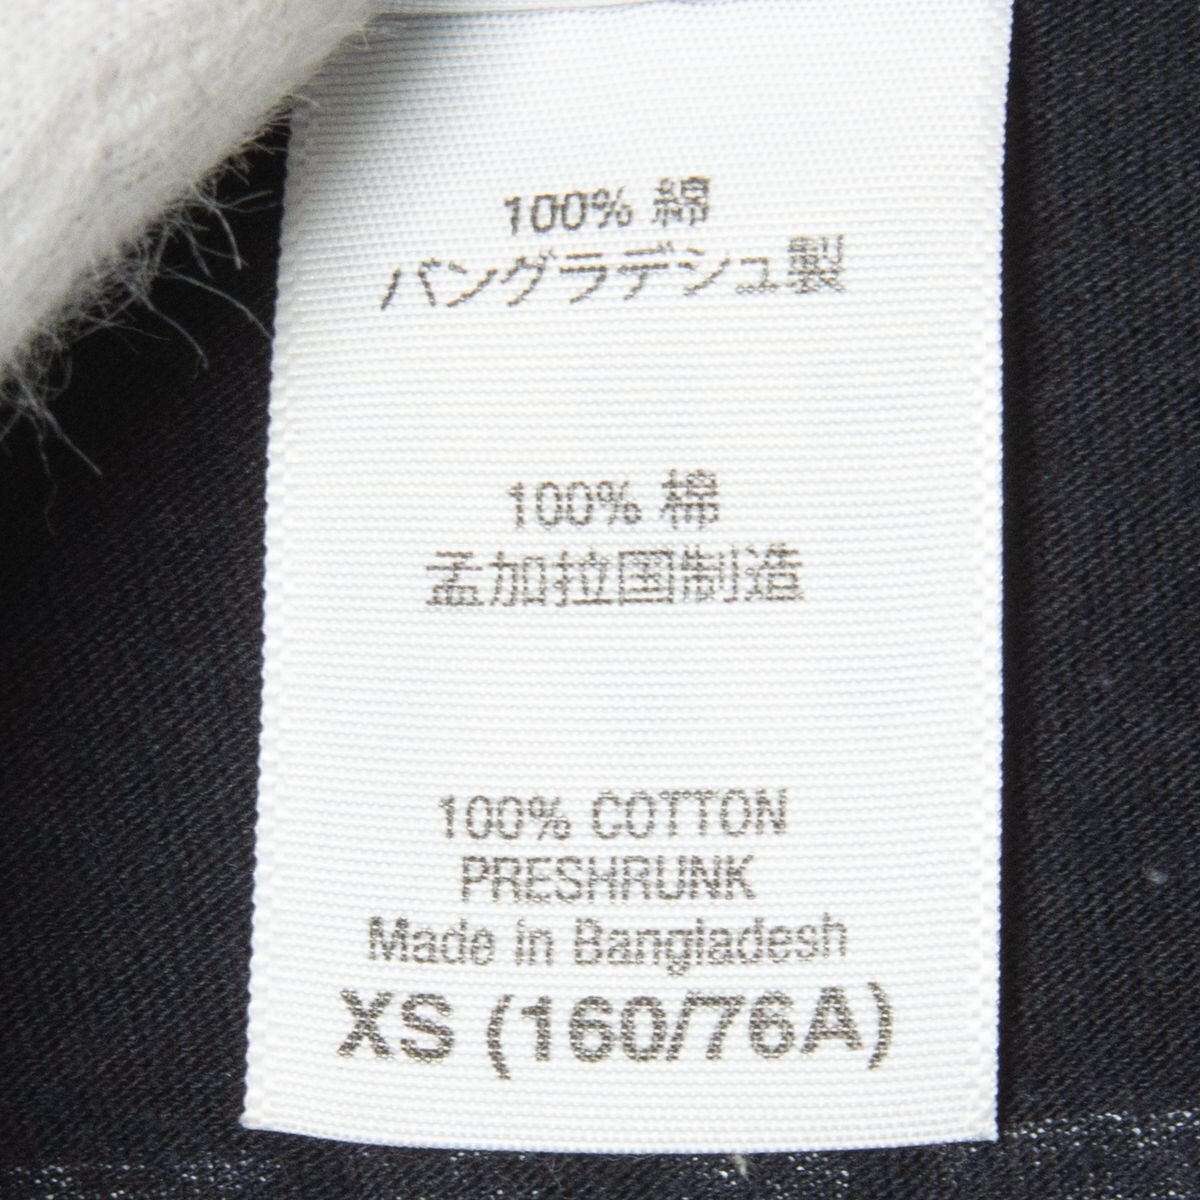 100% 綿
バングラデシュ製
100% 棉
孟加拉国制造
100% COTTON
PRESHRUNK
Made in Bangladesh
XS (160/76A)